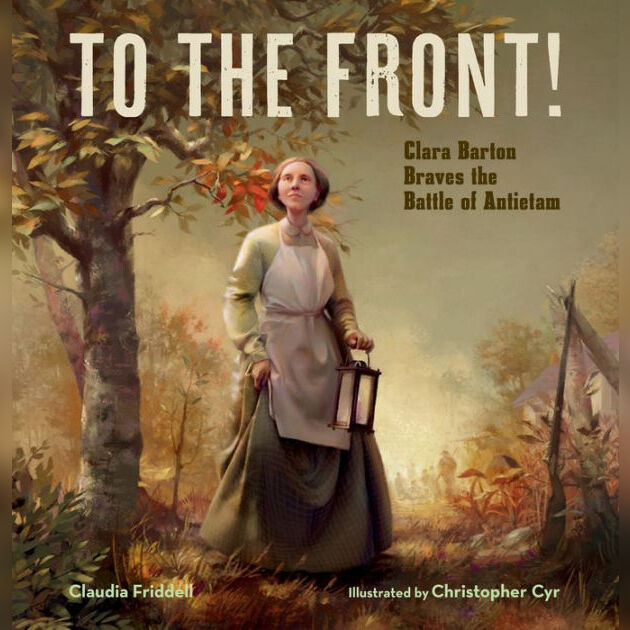 TO THE FRONT!
Clara Barton
Braves the
Battle of Antietam
Claudia Friddell
Illustrated by Christopher Cyr